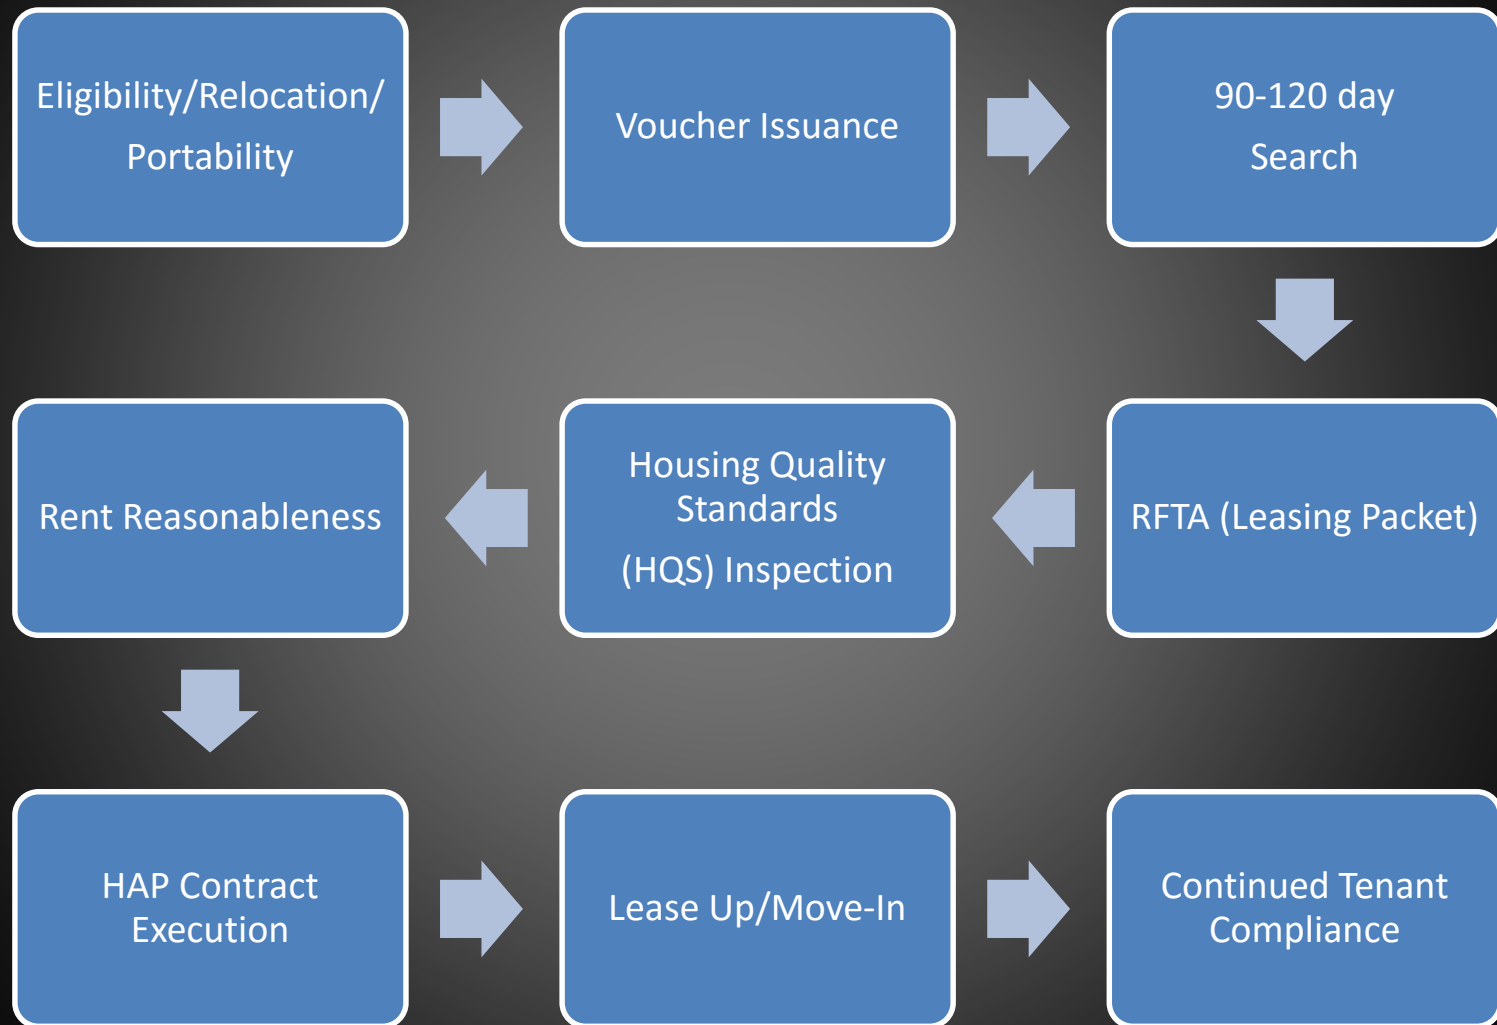 Eligibility/Relocation/
Portability
Voucher Issuance
90-120 day
Search
RFTA (Leasing Packet)
Housing Quality
Standards
(HQS) Inspection
Rent Reasonableness
HAP Contract
Execution
Lease Up/Move-In
Continued Tenant
Compliance